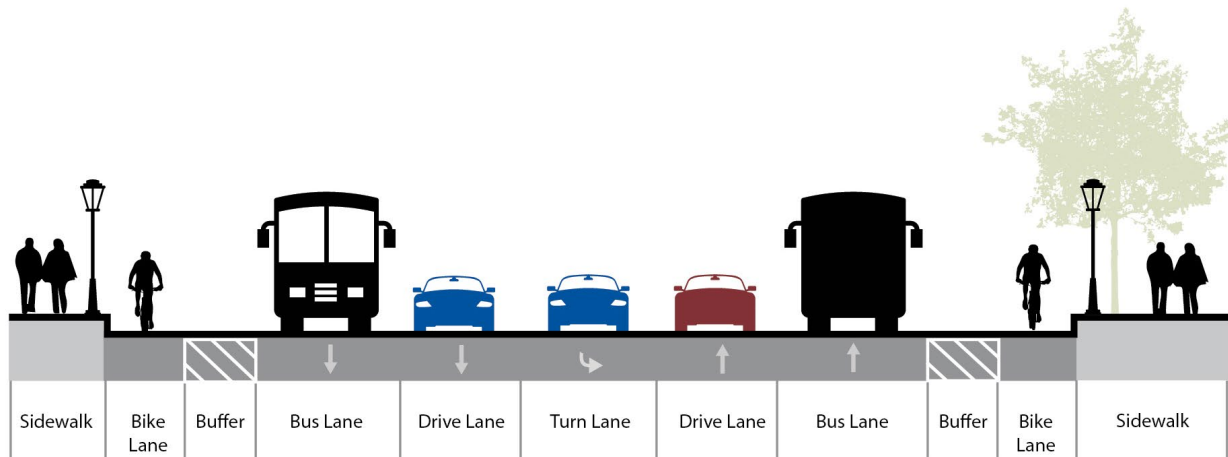 Sidewalk
Bike
Lane
Buffer
Bus Lane
Drive Lane
Turn Lane
Drive Lane
Bus Lane
Buffer
Bike
Lane
Sidewalk